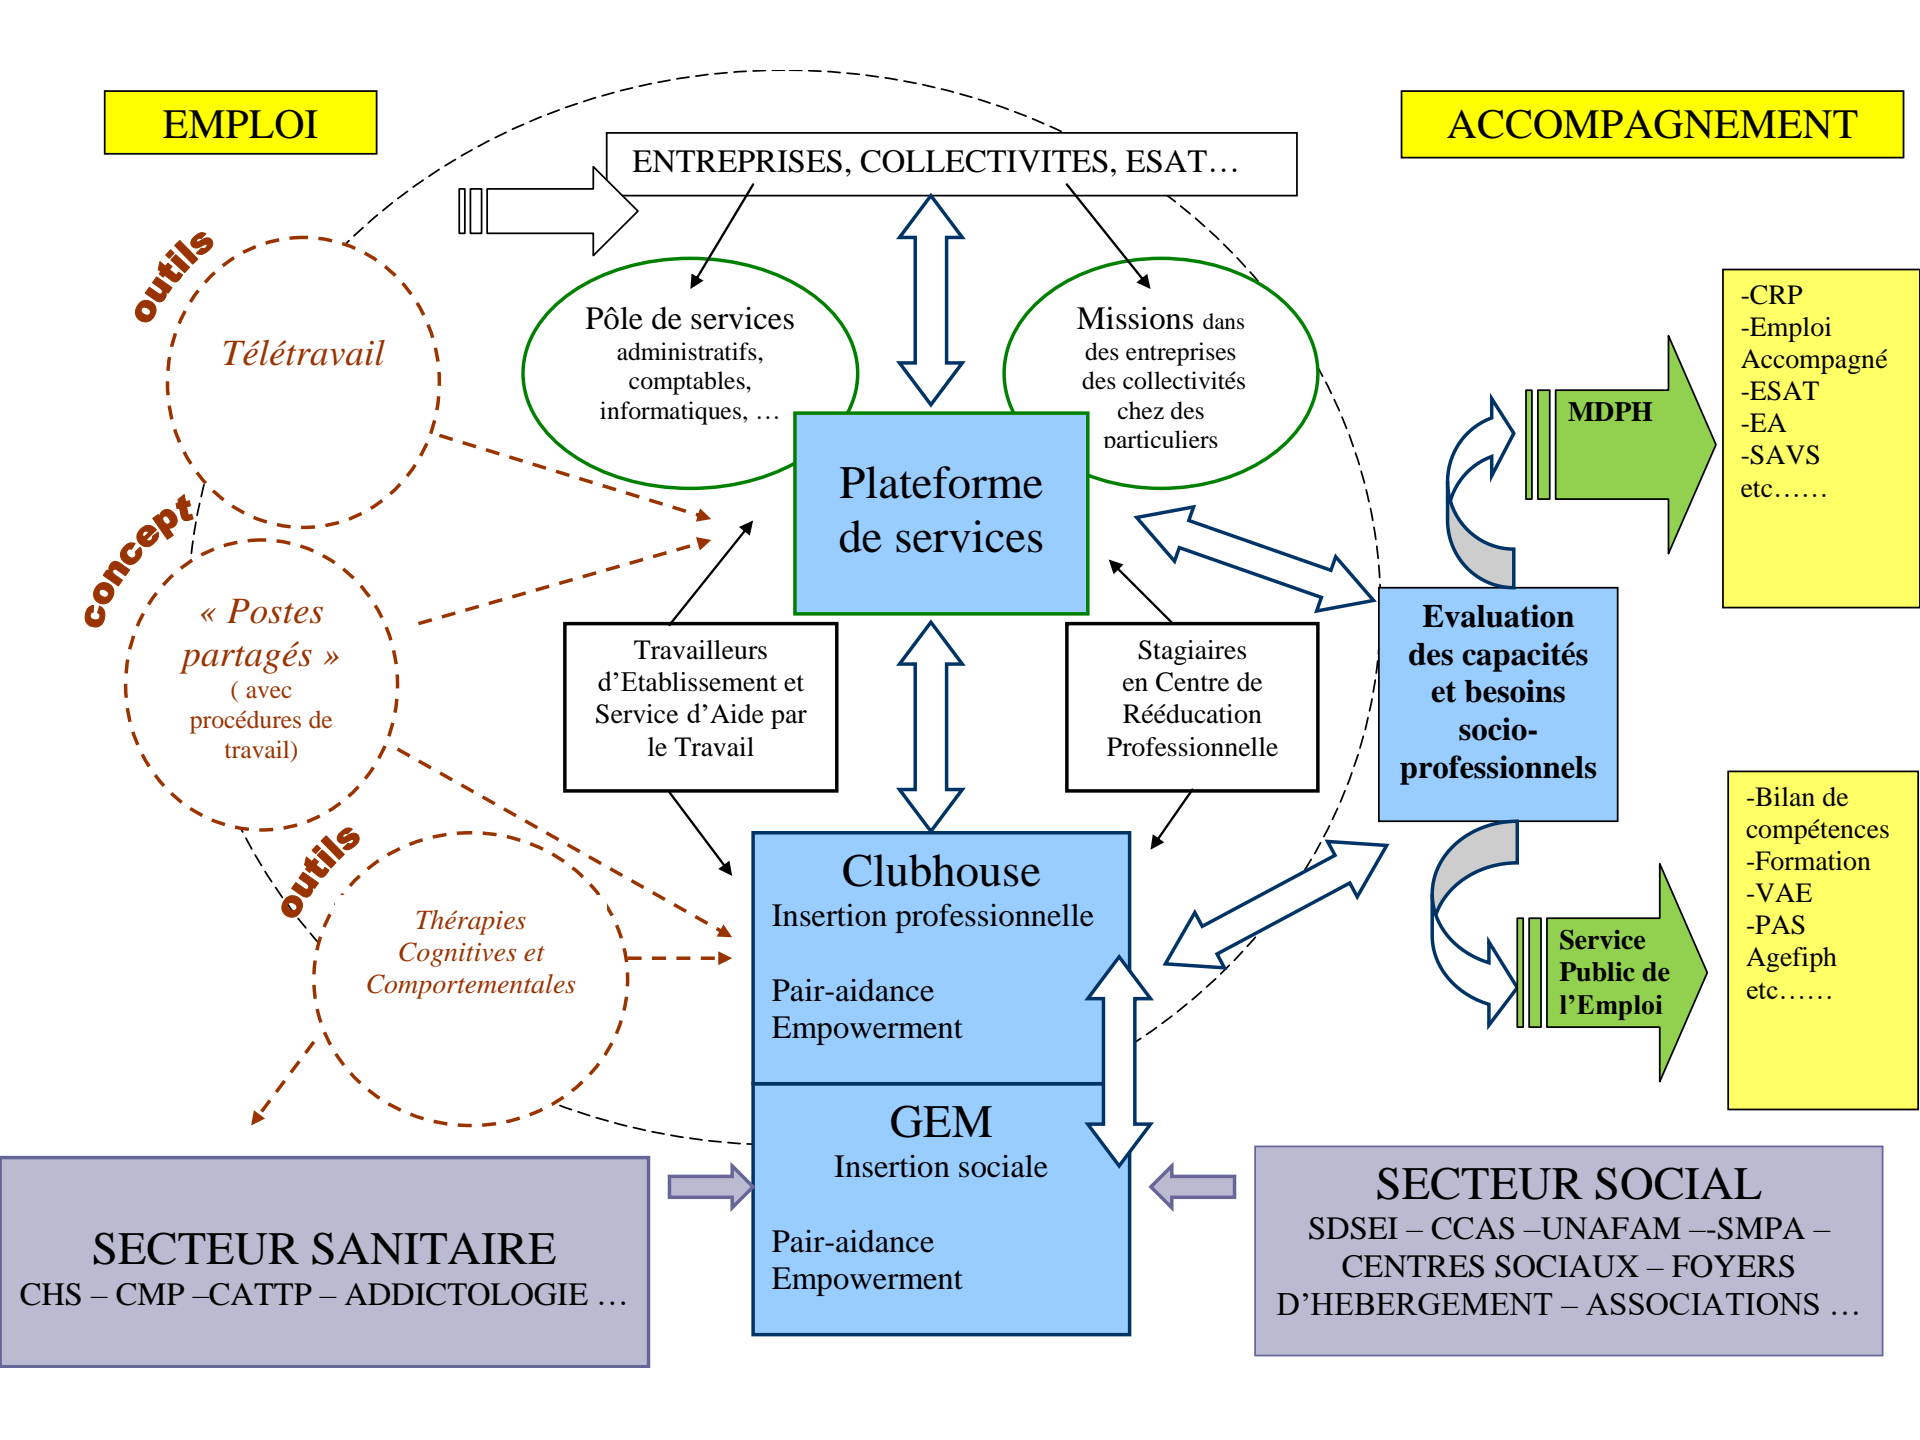 EMPLOI
ACCOMPAGNEMENT
ENTREPRISES, COLLECTIVITES, ESAT…
outils
Télétravail
Pôle de services
administratifs,
comptables,
informatiques, …
Missions dans
des entreprises
des collectivités
chez des
particuliers
-CRP
-Emploi
Accompagné
-ESAT
-EA
-SAVS
etc……
MDPH
Plateforme
de services
concept
« Postes
partagés »
( avec
procédures de
travail)
Travailleurs
d’Etablissement et
Service d’Aide par
le Travail
Stagiaires
en Centre de
Rééducation
Professionnelle
Evaluation
des capacités
et besoins
socio-
professionnels
-Bilan de
compétences
-Formation
-VAE
-PAS
Agefiph
etc……
Service
Public de
l’Emploi
outils
Thérapies
Cognitives et
Comportementales
Clubhouse
Insertion professionnelle
Pair-aidance
Empowerment
GEM
Insertion sociale
Pair-aidance
Empowerment
SECTEUR SANITAIRE
CHS – CMP –CATTP – ADDICTOLOGIE …
SECTEUR SOCIAL
SDSEI – CCAS –UNAFAM –-SMPA –
CENTRES SOCIAUX – FOYERS
D’HEBERGEMENT – ASSOCIATIONS …